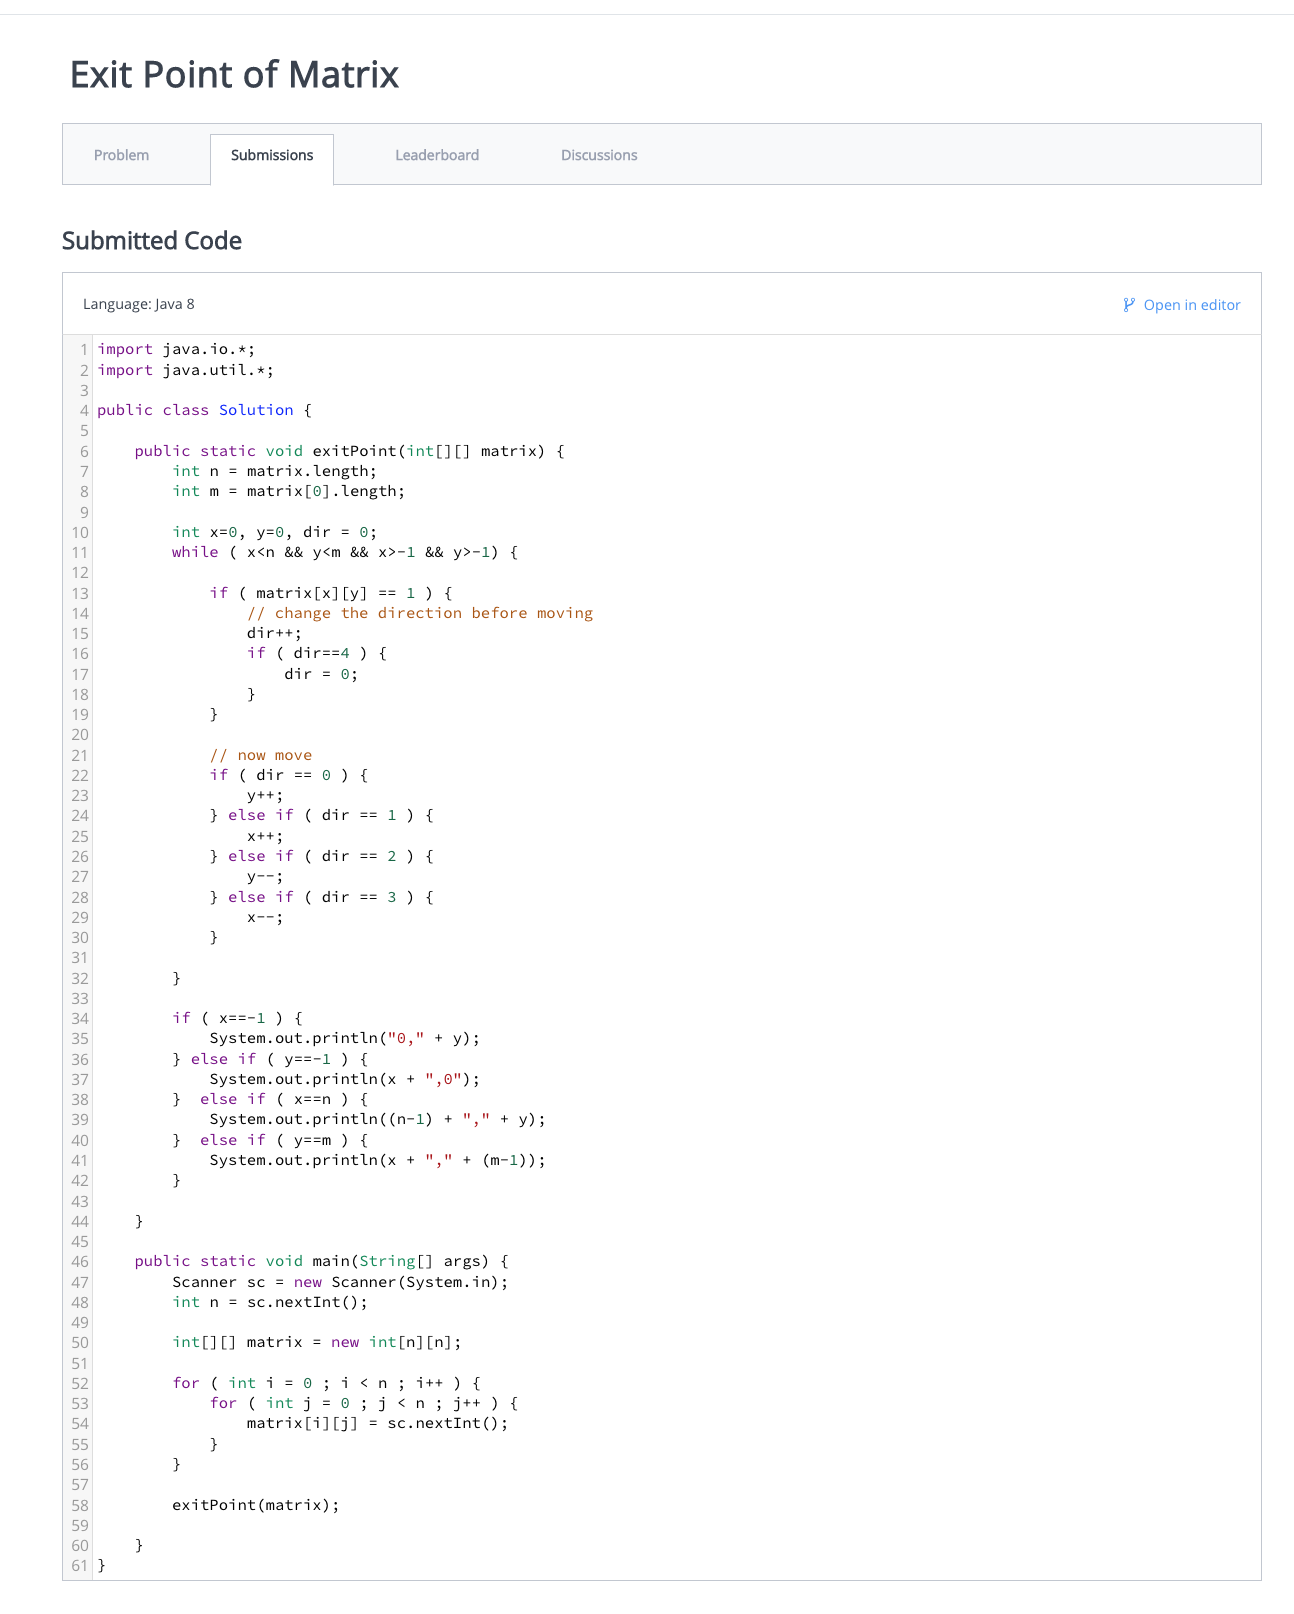 Exit Point of Matrix
Problem
Submissions
Leaderboard
Discussions
Submitted Code
Language: Java 8
Open in editor
1 import java.io.*;
2 import java.util.*;
3
4 public class Solution {
5
6     public static void exitPoint(int[][] matrix) {
7         int n = matrix.length;
8         int m = matrix[0].length;
9
10         int x=0, y=0, dir = 0;
11         while ( x<n && y<m && x>-1 && y>-1) {
12
13             if ( matrix[x][y] == 1 ) {
14                 // change the direction before moving
15                 dir++;
16                 if ( dir==4 ) {
17                     dir = 0;
18                 }
19             }
20
21             // now move
22             if ( dir == 0 ) {
23                 y++;
24             } else if ( dir == 1 ) {
25                 x++;
26             } else if ( dir == 2 ) {
27                 y--;
28             } else if ( dir == 3 ) {
29                 x--;
30             }
31
32         }
33
34         if ( x==-1 ) {
35             System.out.println("0," + y);
36         } else if ( y==-1 ) {
37             System.out.println(x + ",0");
38         }  else if ( x==n ) {
39             System.out.println((n-1) + "," + y);
40         }  else if ( y==m ) {
41             System.out.println(x + "," + (m-1));
42         }
43
44     }
45
46     public static void main(String[] args) {
47         Scanner sc = new Scanner(System.in);
48         int n = sc.nextInt();
49
50         int[][] matrix = new int[n][n];
51
52         for ( int i = 0 ; i < n ; i++ ) {
53             for ( int j = 0 ; j < n ; j++ ) {
54                 matrix[i][j] = sc.nextInt();
55             }
56         }
57
58         exitPoint(matrix);
59
60     }
61 }